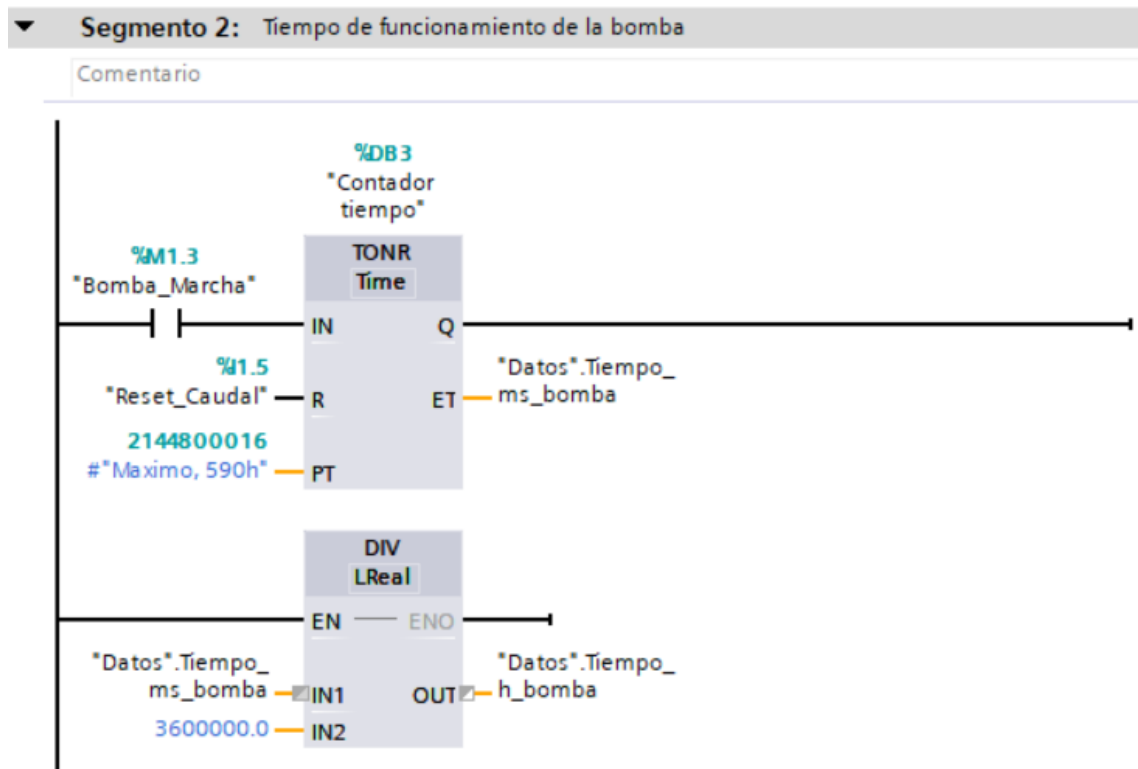 Segmento 2: Tiempo de funcionamiento de la bomba
Comentario
%DB3
"Contador
tiempo"
%M1.3
"Bomba_Marcha"
TONR
Time
IN Q
%I1.5
"Reset_Caudal"
R ET
"Datos".Tiempo_
ms_bomba
2144800016
#"Maximo, 590h"
PT
DIV
LReal
EN ENO
"Datos".Tiempo_
ms_bomba
IN1 OUT
"Datos".Tiempo_
h_bomba
3600000.0
IN2